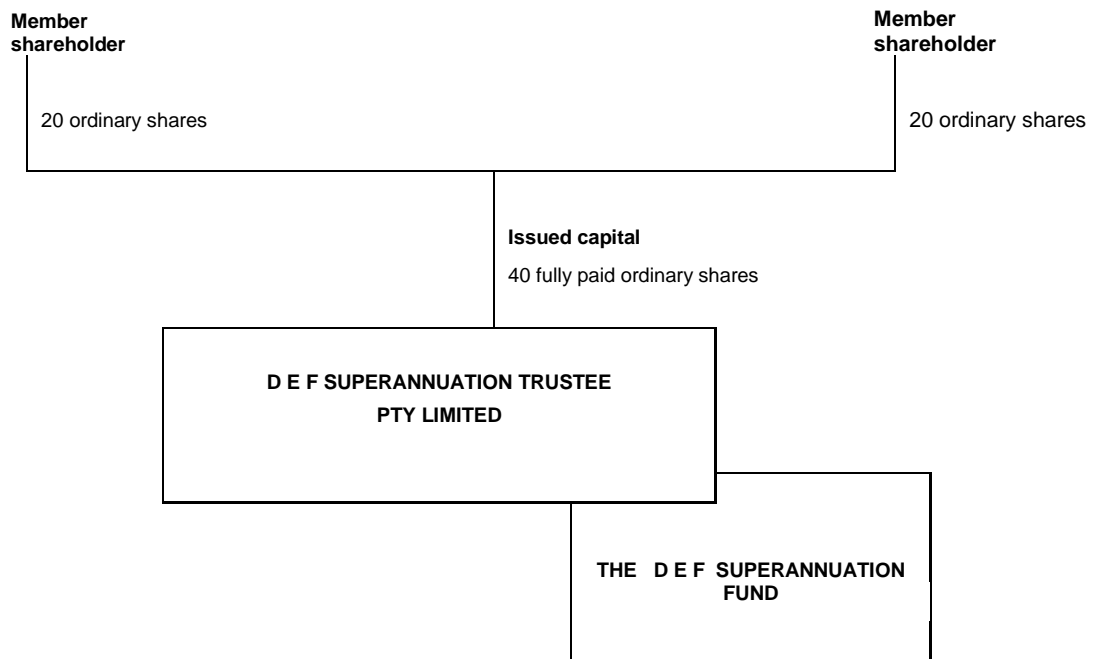 Member
shareholder
Member
shareholder
20 ordinary shares
20 ordinary shares
Issued capital
40 fully paid ordinary shares
D E F SUPERANNUATION TRUSTEE
PTY LIMITED
THE D E F SUPERANNUATION
FUND